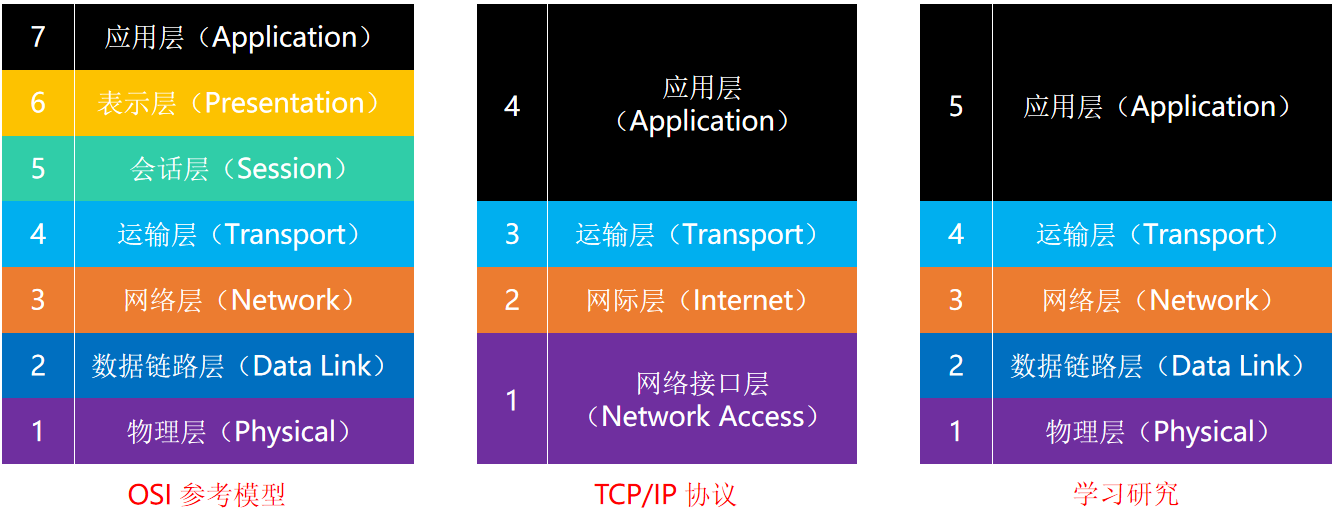 7 应用层（Application）
6 表示层（Presentation）
5 会话层（Session）
4 运输层（Transport）
3 网络层（Network）
2 数据链路层（Data Link）
1 物理层（Physical）
OSI 参考模型
4 应用层
（Application）
3 运输层（Transport）
2 网际层（Internet）
1 网络接口层
（Network Access）
TCP/IP 协议
5 应用层（Application）
4 运输层（Transport）
3 网络层（Network）
2 数据链路层（Data Link）
1 物理层（Physical）
学习研究